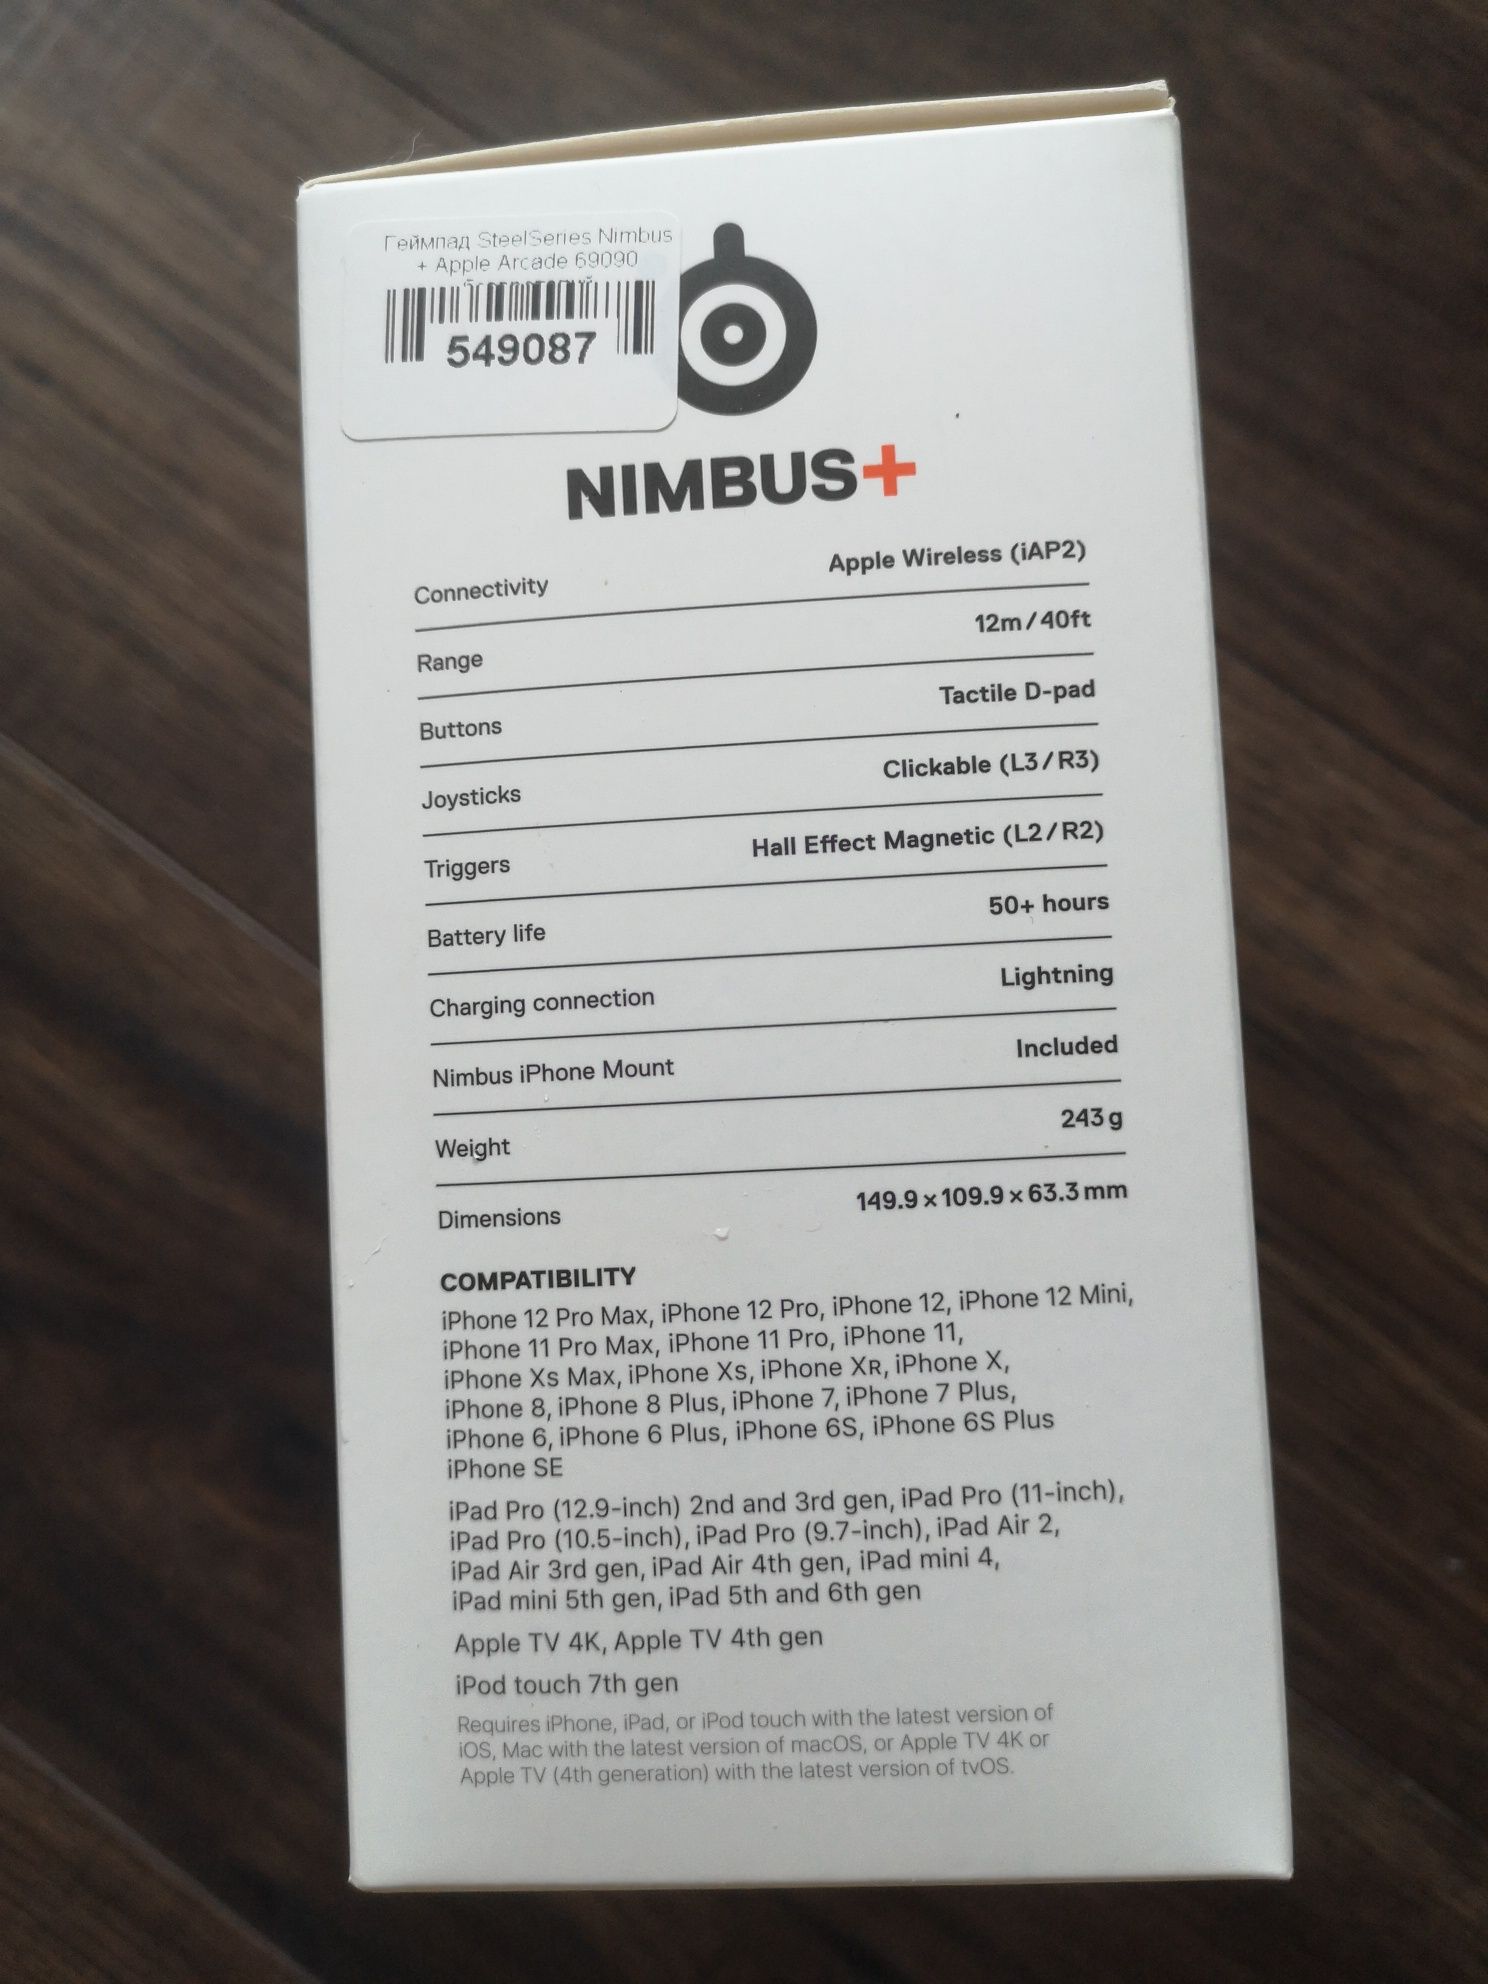 Геймпад SteelSeries Nimbus
+ Apple Arcade 69090
549087
NIMBUS+
Connectivity Apple Wireless (iAP2)
Range 12m/40ft
Buttons Tactile D-pad
Joysticks Clickable (L3/R3)
Triggers Hall Effect Magnetic (L2/R2)
Battery life 50+ hours
Charging connection Lightning
Nimbus iPhone Mount Included
Weight 243 g
Dimensions 149.9 x 109.9 x 63.3 mm
COMPATIBILITY
iPhone 12 Pro Max, iPhone 12 Pro, iPhone 12, iPhone 12 Mini,
iPhone 11 Pro Max, iPhone 11 Pro, iPhone 11,
iPhone Xs Max, iPhone Xs, iPhone XR, iPhone X,
iPhone 8, iPhone 8 Plus, iPhone 7, iPhone 7 Plus,
iPhone 6, iPhone 6 Plus, iPhone 6S, iPhone 6S Plus
iPhone SE
iPad Pro (12.9-inch) 2nd and 3rd gen, iPad Pro (11-inch),
iPad Pro (10.5-inch), iPad Pro (9.7-inch), iPad Air 2,
iPad Air 3rd gen, iPad Air 4th gen, iPad mini 4,
iPad mini 5th gen, iPad 5th and 6th gen
Apple TV 4K, Apple TV 4th gen
iPod touch 7th gen
Requires iPhone, iPad, or iPod touch with the latest version of
iOS, Mac with the latest version of macOS, or Apple TV 4K or
Apple TV (4th generation) with the latest version of tvOS.